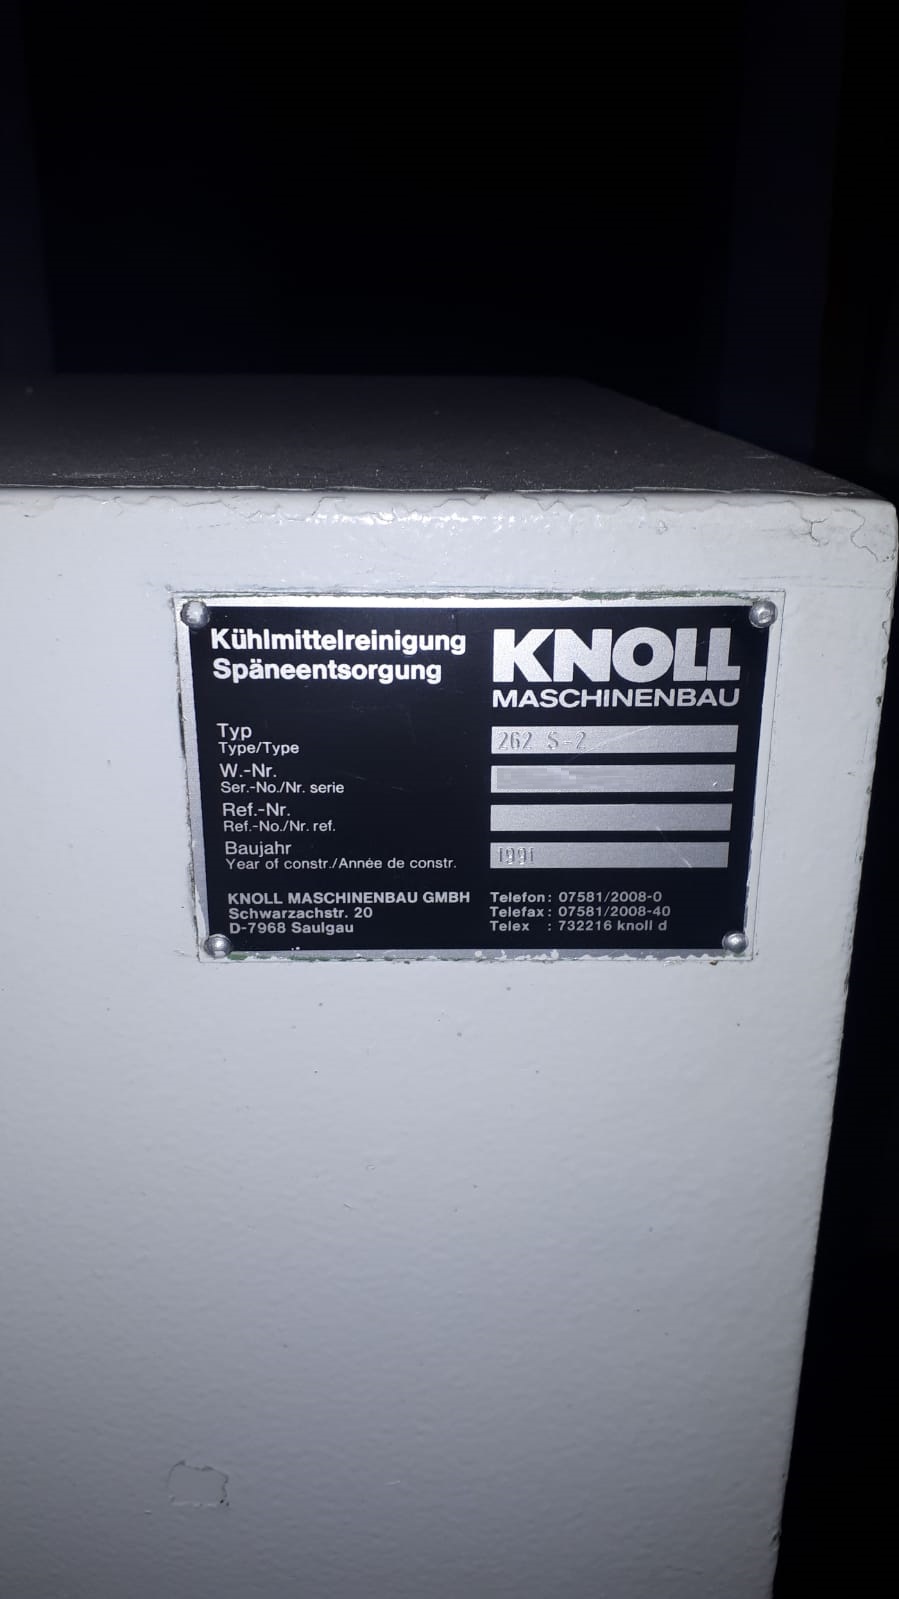 Kühlmittelreinigung
Späneentsorgung
KNOLL
MASCHINENBAU
Typ
Type/Type
262 S-2
W.-Nr.
Ser.-No./Nr. serie
Ref.-Nr.
Ref.-No./Nr. ref.
Baujahr
Year of constr./Année de constr.
1991
KNOLL MASCHINENBAU GMBH
Schwarzachstr. 20
D-7968 Saulgau
Telefon: 07581/2008-0
Telefax: 07581/2008-40
Telex : 732216 knoll d